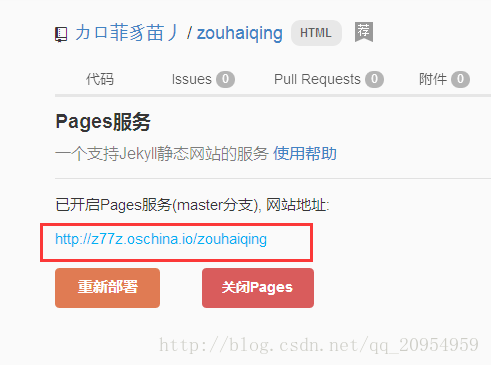 カロ菲豸苗丿 / zouhaiqing HTML 荐
代码 Issues 0 Pull Requests 0 附件 0
Pages服务
一个支持Jekyll静态网站的服务 使用帮助
已开启Pages服务(master分支), 网站地址:
http://z77z.oschina.io/zouhaiqing
重新部署 关闭Pages
http://blog.csdn.net/qq_20954959